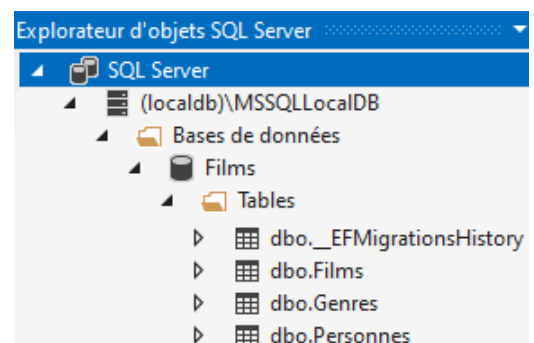 Explorateur d'objets SQL Server
SQL Server
(localdb)\MSSQLLocalDB
Bases de données
Films
Tables
dbo.__EFMigrationsHistory
dbo.Films
dbo.Genres
dbo.Personnes